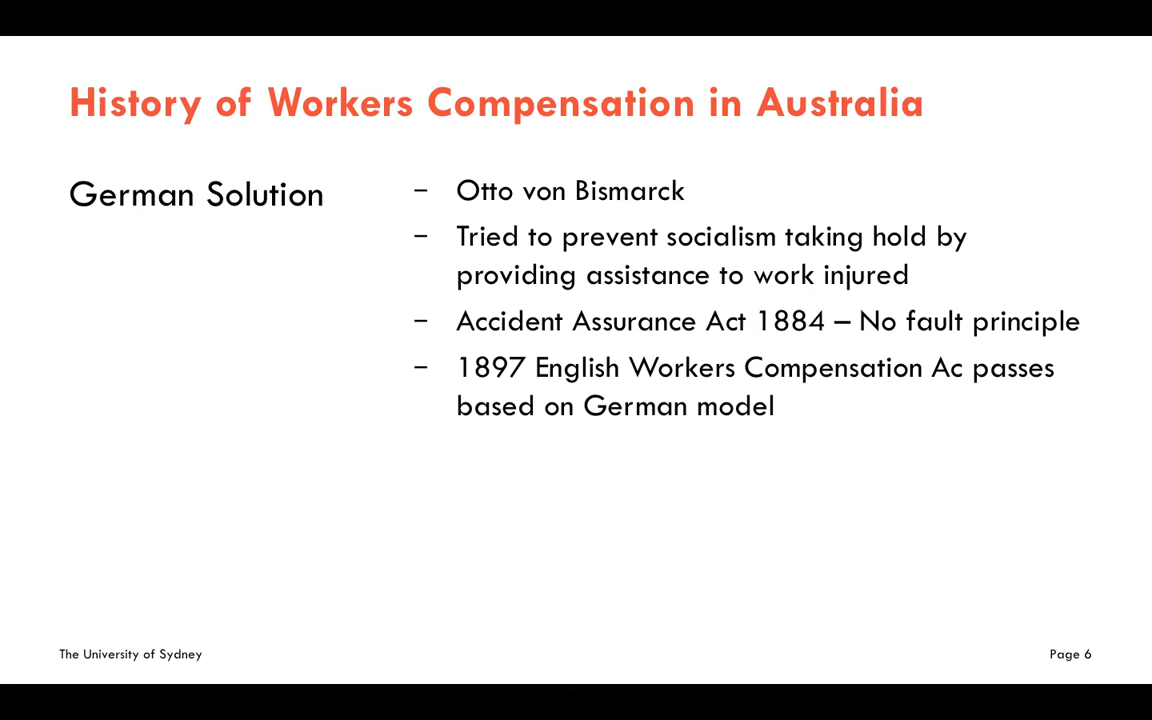 History of Workers Compensation in Australia
German Solution
– Otto von Bismarck
– Tried to prevent socialism taking hold by
providing assistance to work injured
– Accident Assurance Act 1884 – No fault principle
– 1897 English Workers Compensation Ac passes
based on German model
The University of Sydney
Page 6